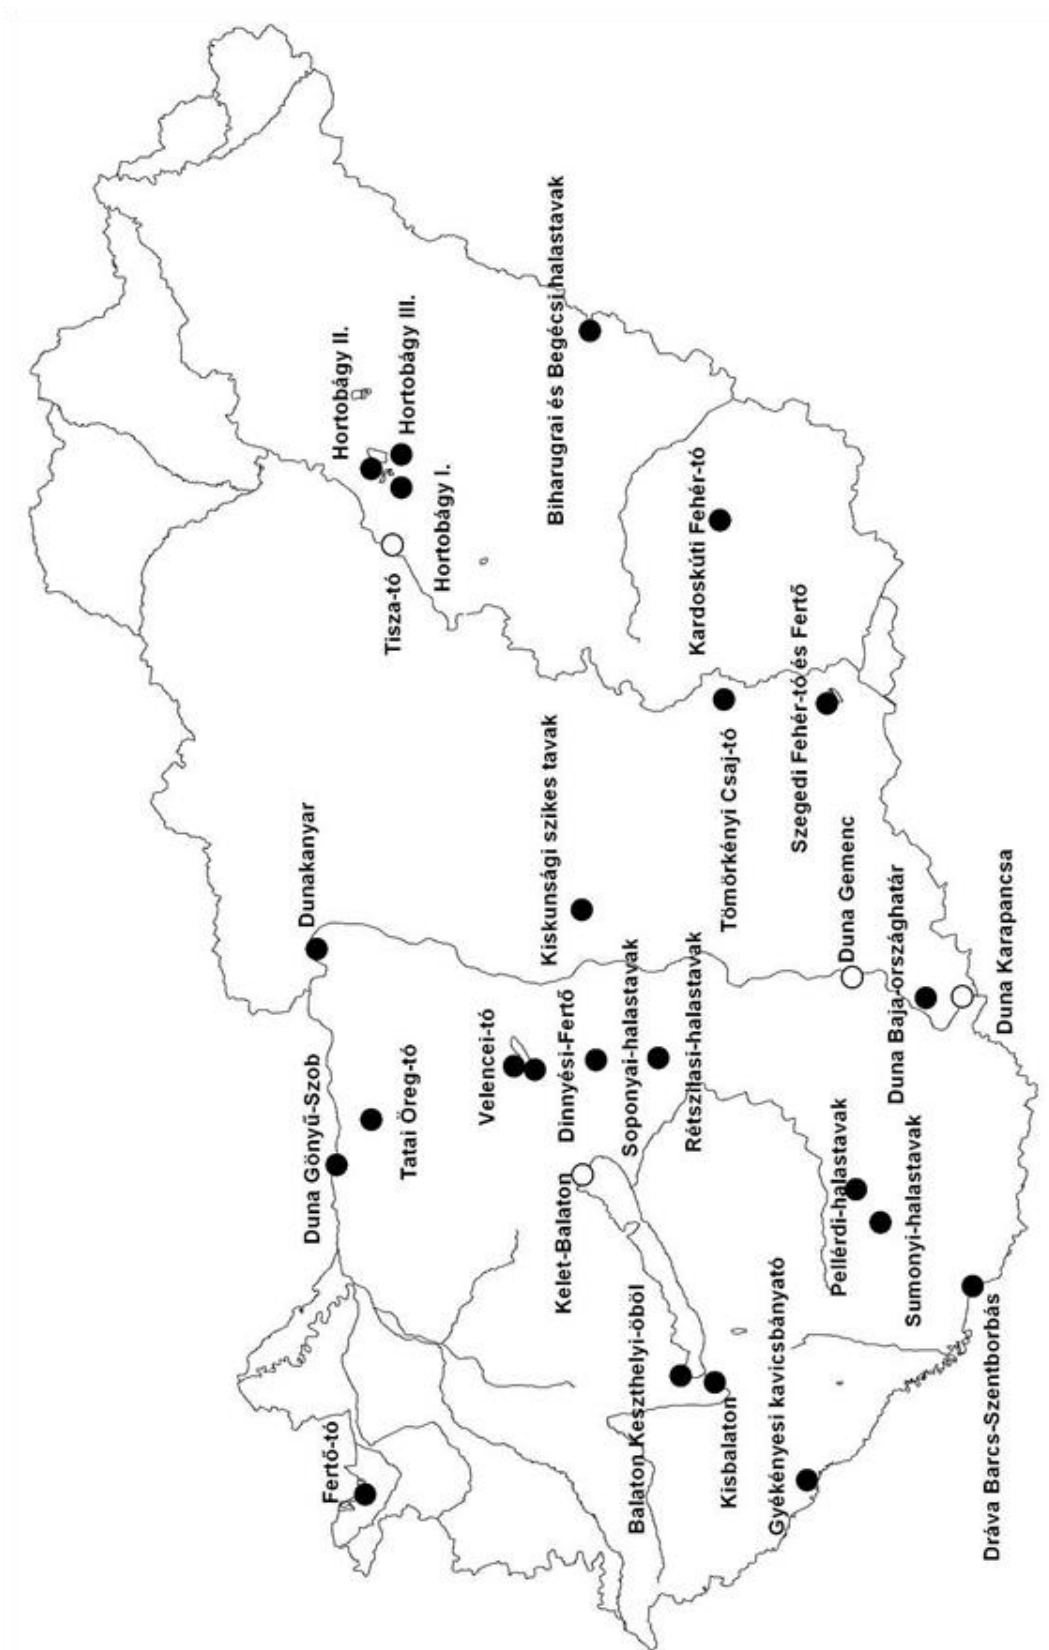 Hortobágy II.
Hortobágy III.
Hortobágy I.
Tisza-tó
Biharugrai és Begécsi halastavak
Kardoskúti Fehér-tó
Szegedi Fehér-tó és Fertő
Tömörkényi Csaj-tó
Kiskunsági szikes tavak
Dunakanyar
Duna Gönyű-Szob
Tatai Öreg-tó
Velencei-tó
Dinnyési-Fertő
Soponyai-halastavak
Rétszilasi-halastavak
Duna Gemenc
Duna Baja-országhatár
Duna Karapancsa
Kelet-Balaton
Pellérdi-halastavak
Sumonyi-halastavak
Fertő-tó
Balaton Keszthelyi-öböl
Kisbalaton
Gyékényesi kavicsbányató
Dráva Barcs-Szentborbás